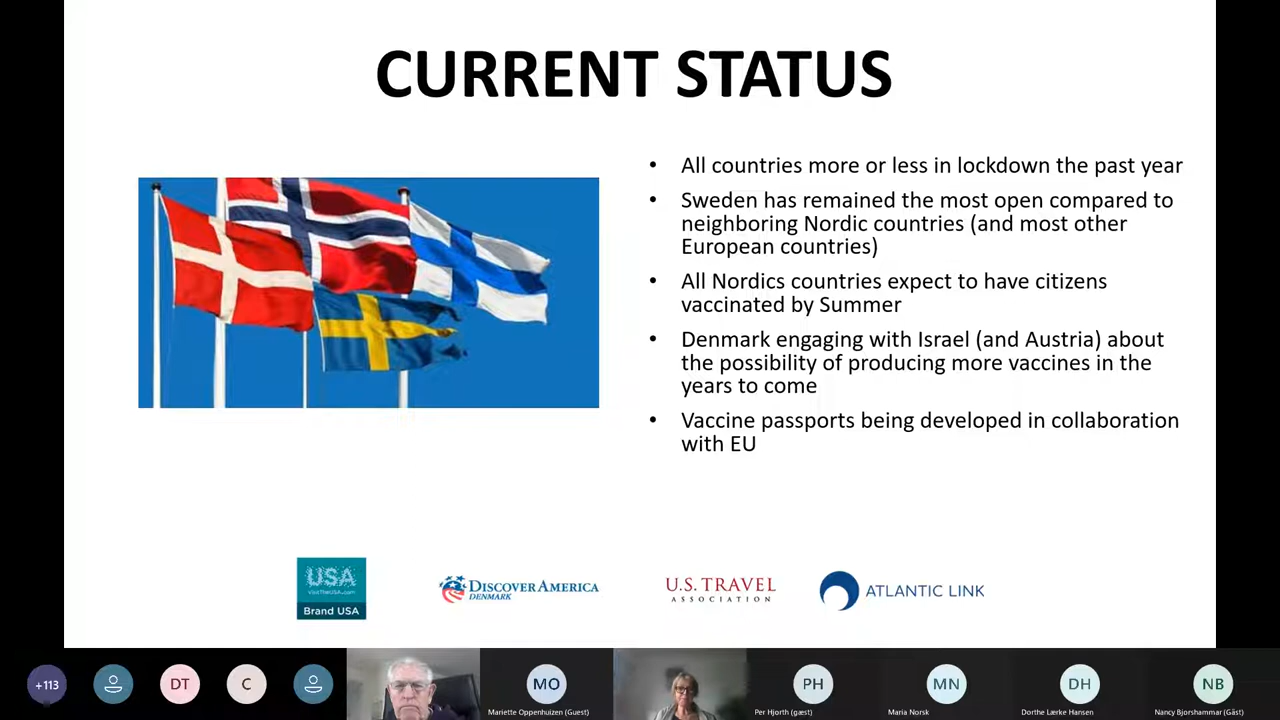 CURRENT STATUS
• All countries more or less in lockdown the past year
• Sweden has remained the most open compared to
neighboring Nordic countries (and most other
European countries)
• All Nordics countries expect to have citizens
vaccinated by Summer
• Denmark engaging with Israel (and Austria) about
the possibility of producing more vaccines in the
years to come
• Vaccine passports being developed in collaboration
with EU
USA
VisitTheUSA.com
Brand USA
DISCOVER AMERICA
DENMARK
U.S. TRAVEL
ASSOCIATION
ATLANTIC LINK
+113
DT
C
MO
PH
MN
DH
NB
Mariette Oppenhuizen (Guest)
Per Hjorth (gæst)
Maria Norsk
Dorthe Lærke Hansen
Nancy Bjorshammar (Gäst)